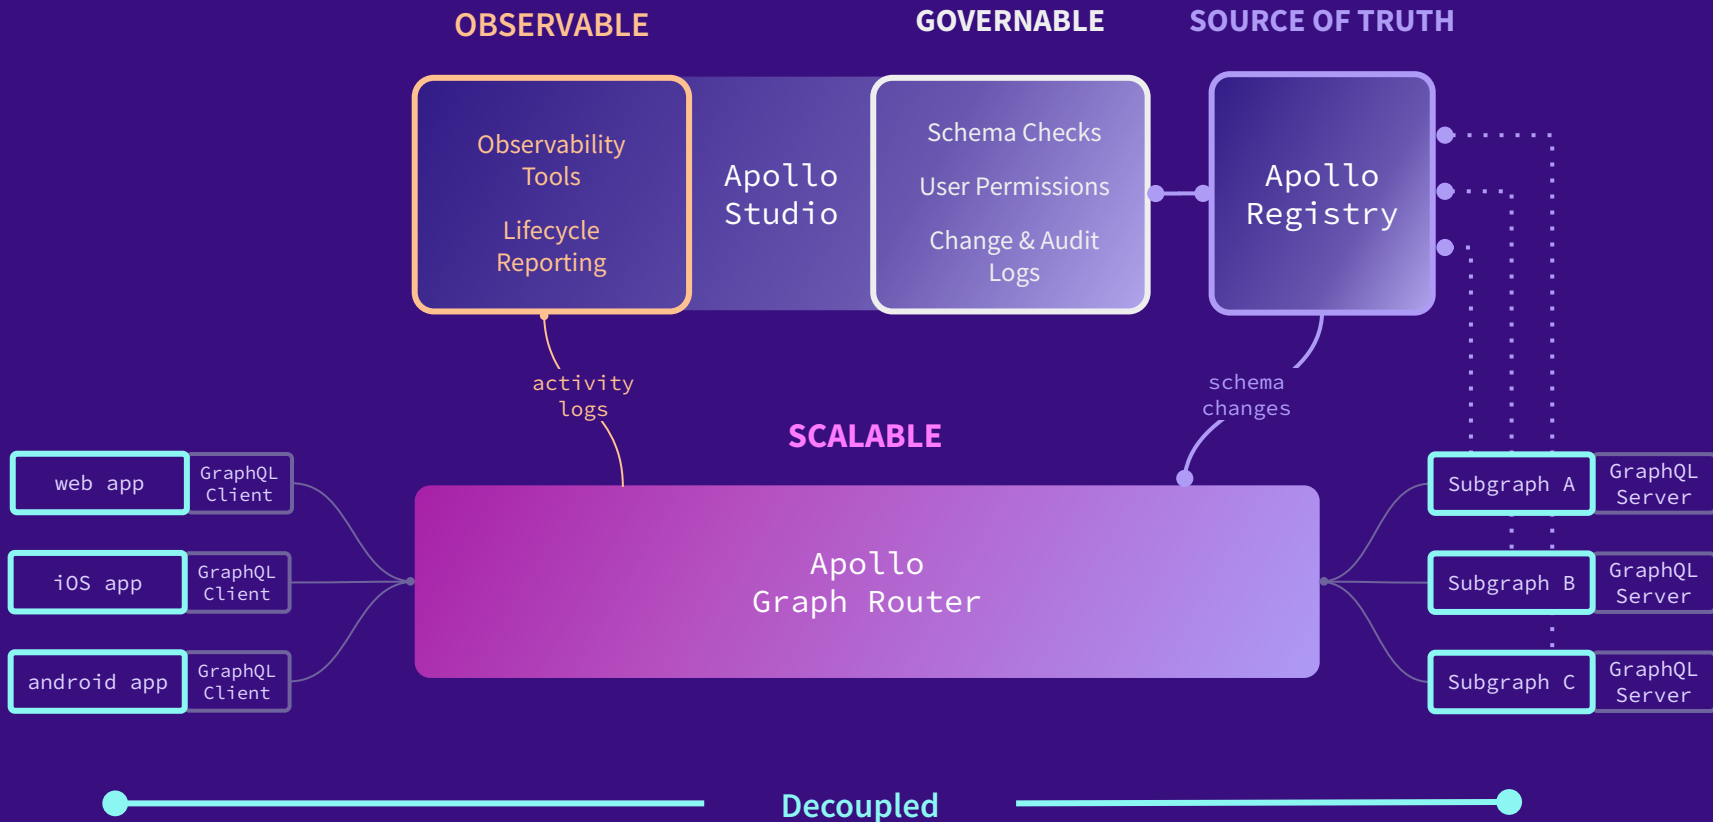 OBSERVABLE
GOVERNABLE
SOURCE OF TRUTH
Observability
Tools
Lifecycle
Reporting
Apollo
Studio
Schema Checks
User Permissions
Change & Audit
Logs
Apollo
Registry
activity
logs
schema
changes
SCALABLE
web app
GraphQL
Client
iOS app
GraphQL
Client
android app
GraphQL
Client
Apollo
Graph Router
Subgraph A
GraphQL
Server
Subgraph B
GraphQL
Server
Subgraph C
GraphQL
Server
Decoupled